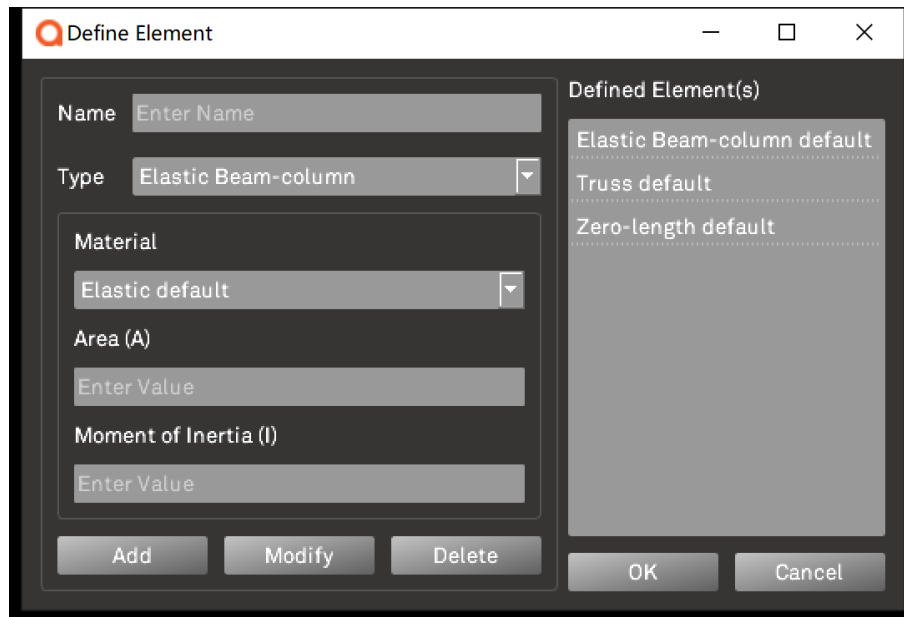 Define Element
Name Enter Name
Type Elastic Beam-column
Material
Elastic default
Area (A)
Enter Value
Moment of Inertia (I)
Enter Value
Add Modify Delete
Defined Element(s)
Elastic Beam-column default
Truss default
Zero-length default
OK Cancel